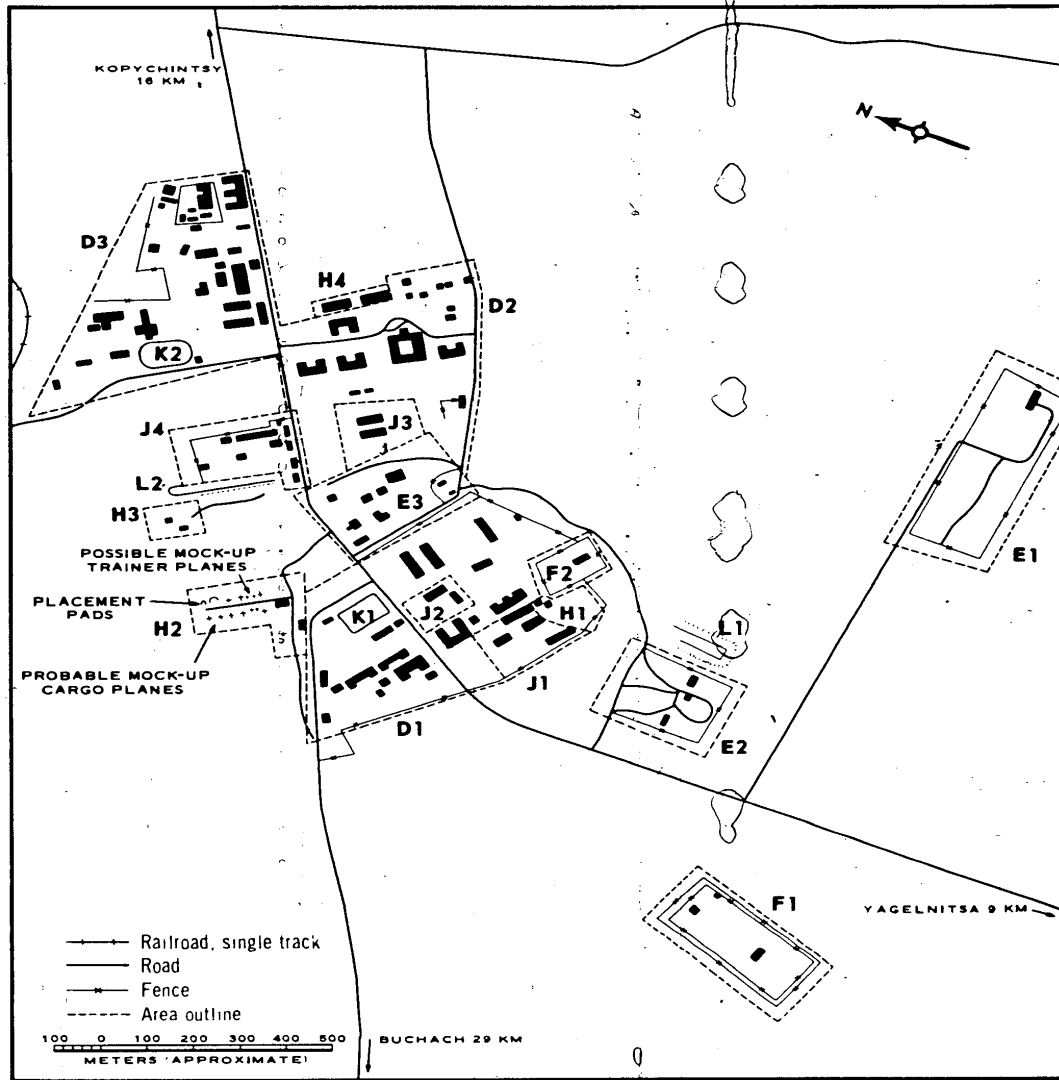 KOPYCHINTSY
16 KM
N
D3
H4
D2
K2
J4
J3
L2
H3
E3
E1
POSSIBLE MOCK-UP
TRAINER PLANES
F2
PLACEMENT
PADS
K1
J2
H1
L1
H2
PROBABLE MOCK-UP
CARGO PLANES
J1
D1
E2
F1
YAGELNITSA 9 KM
Railroad, single track
Road
Fence
Area outline
100 0 100 200 300 400 500
METERS (APPROXIMATE)
BUCHACH 29 KM